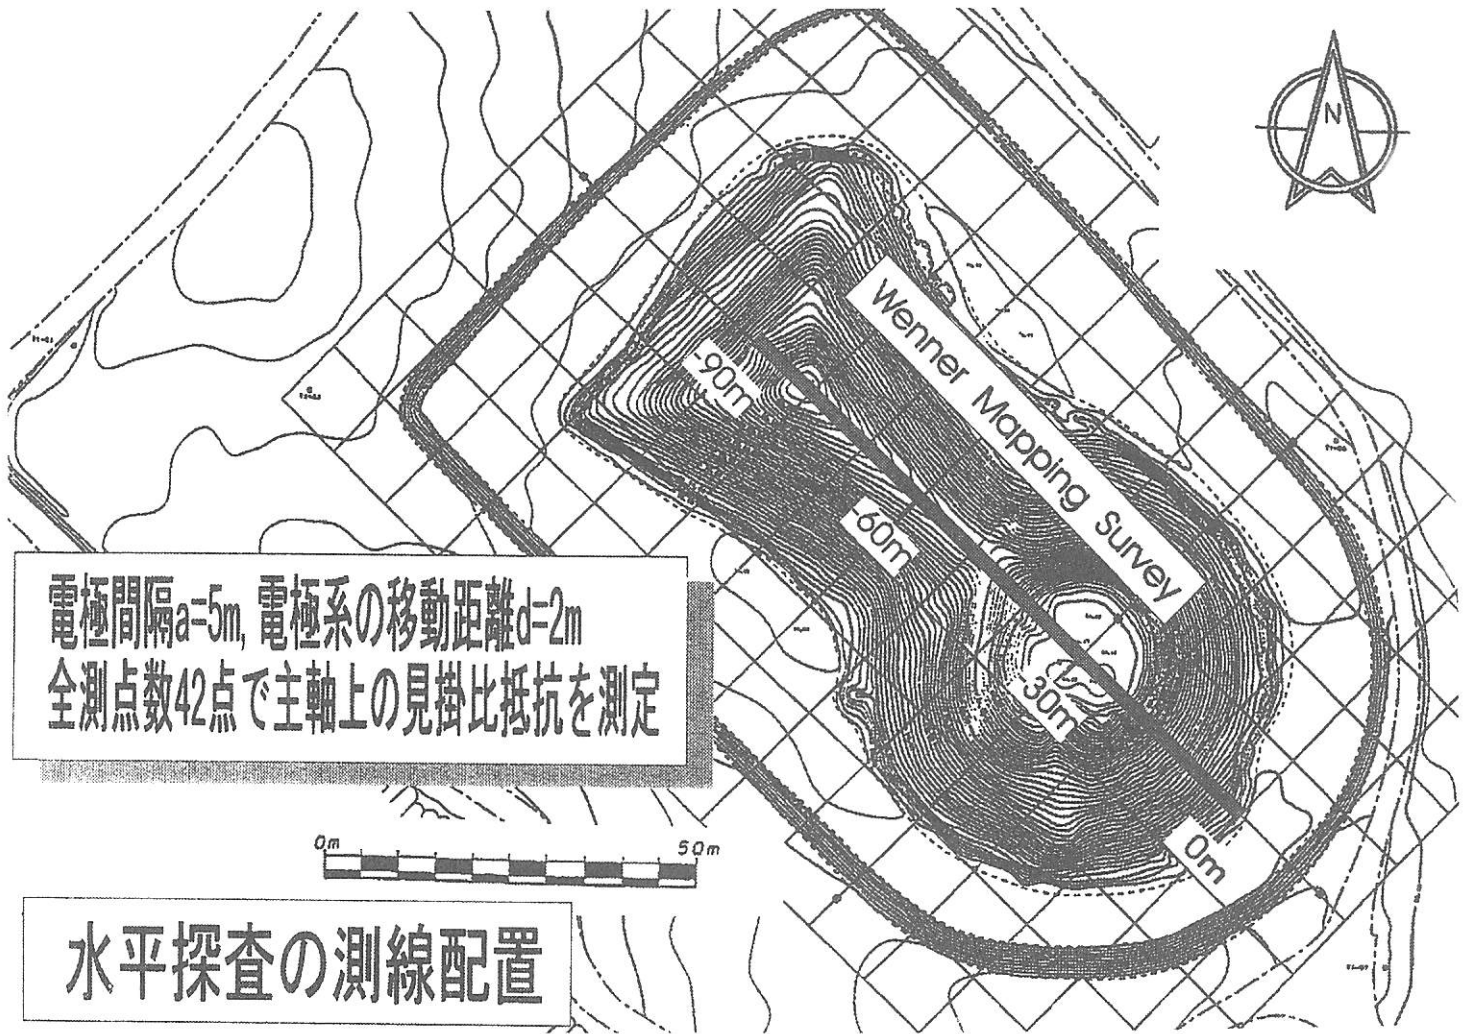 N
Wenner Mapping Survey
-90m
-60m
-30m
0m
電極間隔a=5m, 電極系の移動距離d=2m
全測点数42点で主軸上の見掛比抵抗を測定
0m
50m
水平探査の測線配置